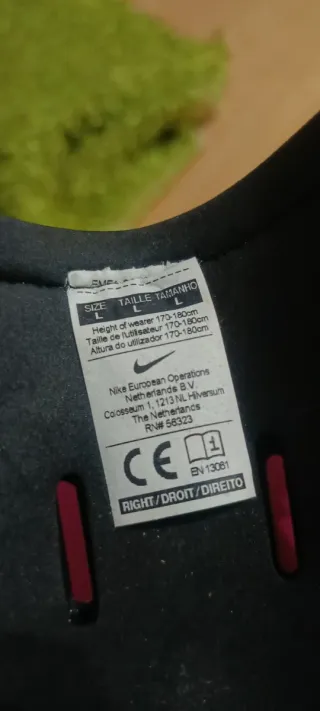 SIZE TAILLE TAMANHO
L L L
Height of wearer 170-180cm
Taille de l'utilisateur 170-180cm
Altura do utilizador 170-180cm
Nike European Operations
Netherlands B.V.
Colosseum 1, 1213 NL Hilversum
The Netherlands
RN# 56323
CE i
EN 13061
RIGHT/DROIT/DIREITO